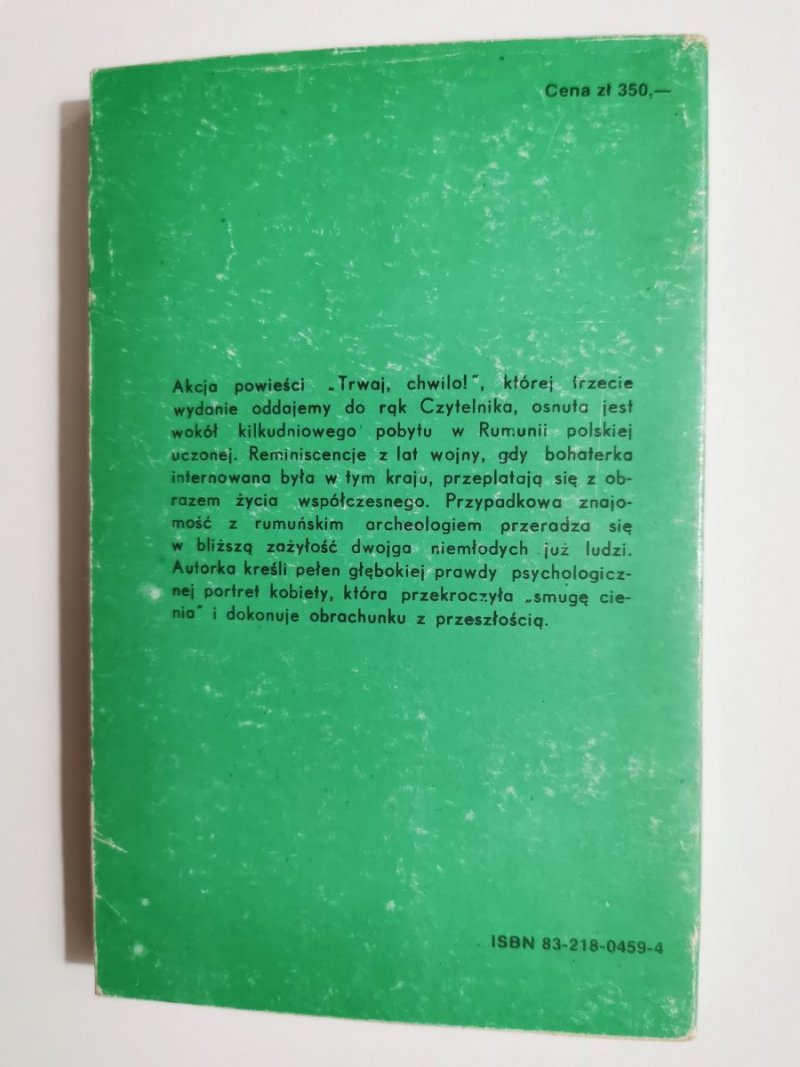 Cena zł 350,—
Akcja powieści „Trwaj, chwilo!", której trzecie
wydanie oddajemy do rąk Czytelnika, osnuta jest
wokół kilkudniowego pobytu w Rumunii polskiej
uczonej. Reminiscencje z lat wojny, gdy bohaterka
internowana była w tym kraju, przeplatają się z ob-
razem życia współczesnego. Przypadkowa znajo-
mość z rumuńskim archeologiem przeradza się
w bliższą zażyłość dwojga niemłodych już ludzi.
Autorka kreśli pełen głębokiej prawdy psychologicz-
nej portret kobiety, która przekroczyła „smugę cie-
nia" i dokonuje obrachunku z przeszłością.
ISBN 83-218-0459-4